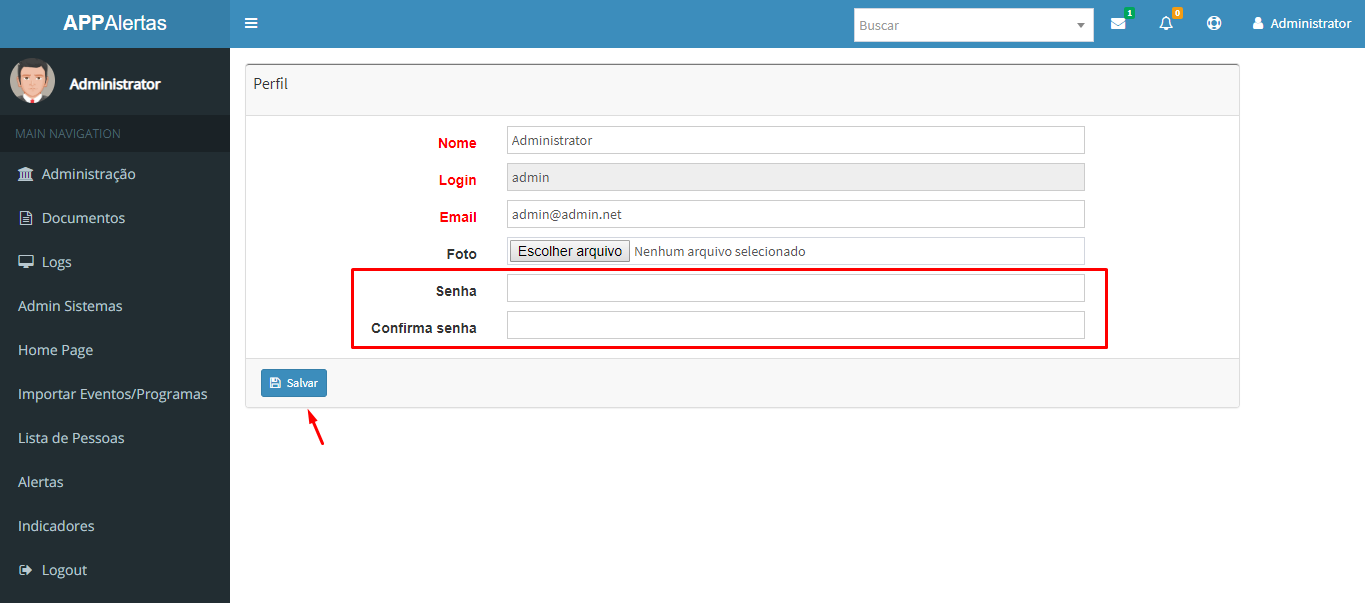 APPAlertas
Buscar
1
0
Administrator
Administrator
MAIN NAVIGATION
Administração
Documentos
Logs
Admin Sistemas
Home Page
Importar Eventos/Programas
Lista de Pessoas
Alertas
Indicadores
Logout
Perfil
Nome Administrator
Login admin
Email admin@admin.net
Foto Escolher arquivo Nenhum arquivo selecionado
Senha
Confirma senha
Salvar